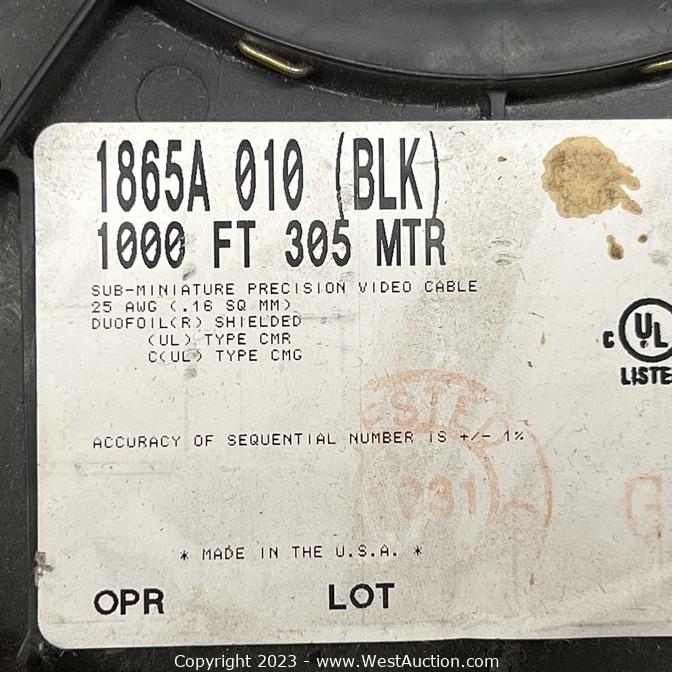 1865A 010 (BLK)
1000 FT 305 MTR
SUB-MINIATURE PRECISION VIDEO CABLE
25 AWG (.16 SQ MM)
DUOFOIL(R) SHIELDED
(UL) TYPE CMR
C(UL) TYPE CMG
C UL
LISTE
ACCURACY OF SEQUENTIAL NUMBER IS +/- 1%
* MADE IN THE U.S.A. *
OPR LOT
Copyright 2023 - www.WestAuction.com